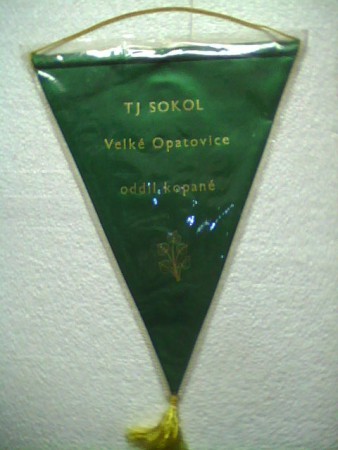 TJ SOKOL
Velké Opatovice
oddíl kopané